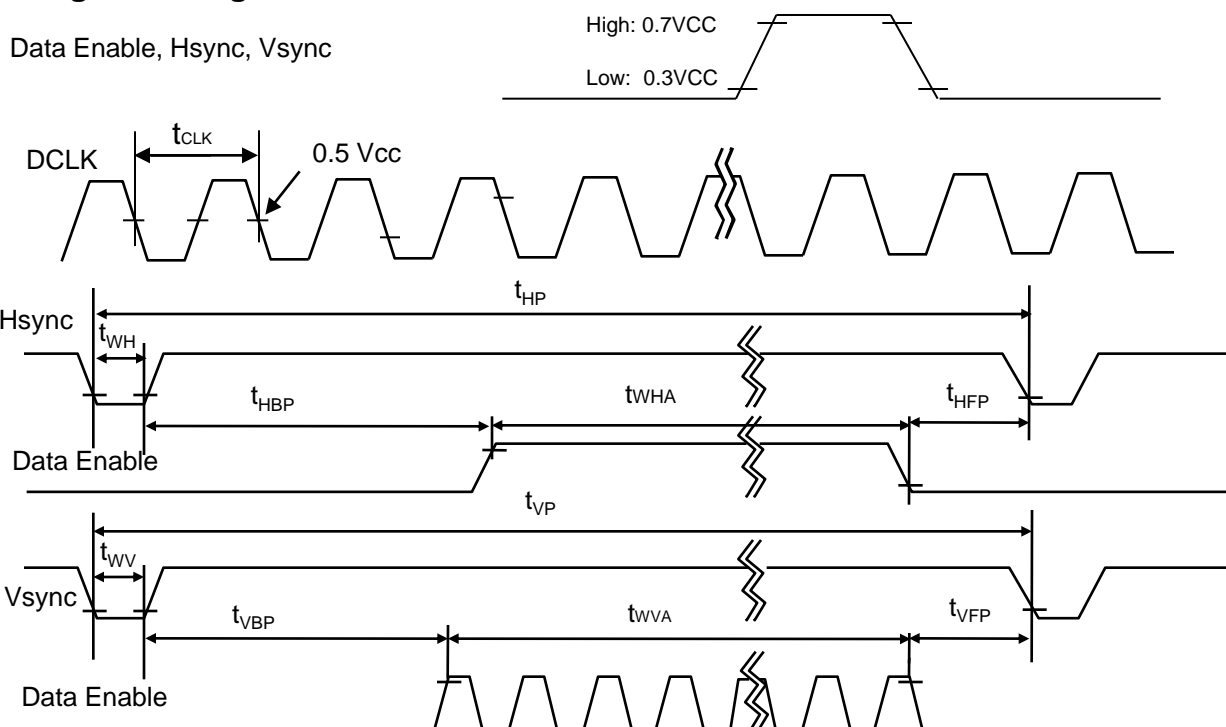 Data Enable, Hsync, Vsync
High: 0.7VCC
Low: 0.3VCC
tCLK
DCLK
0.5 Vcc
tHP
Hsync
tWH
tHBP
tWHA
tHFP
Data Enable
tVP
tWV
Vsync
tVBP
tWVA
tVFP
Data Enable